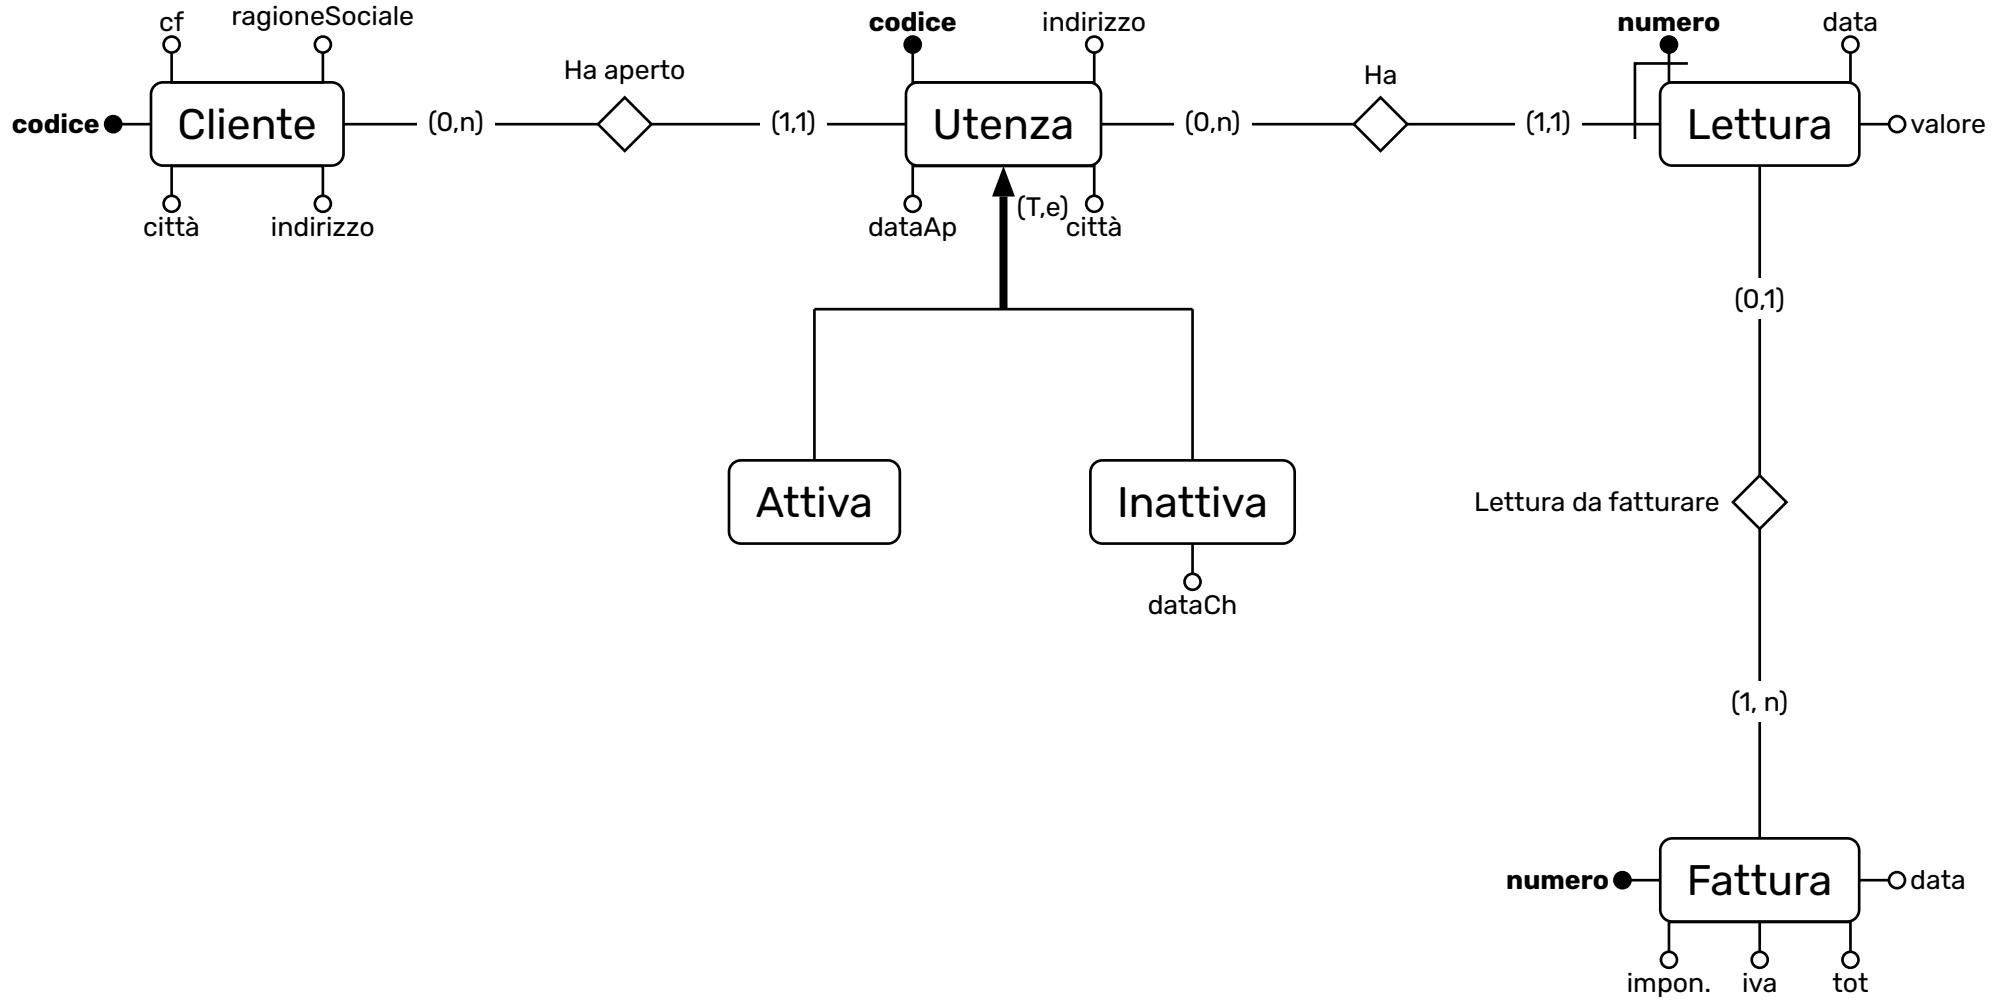 cf
ragioneSociale
codice
indirizzo
numero
data
Ha aperto
Ha
codice
Cliente
(0,n)
(1,1)
Utenza
(0,n)
(1,1)
Lettura
valore
città
indirizzo
dataAp
(T,e)
città
(0,1)
Attiva
Inattiva
Lettura da fatturare
dataCh
(1, n)
numero
Fattura
data
impon.
iva
tot